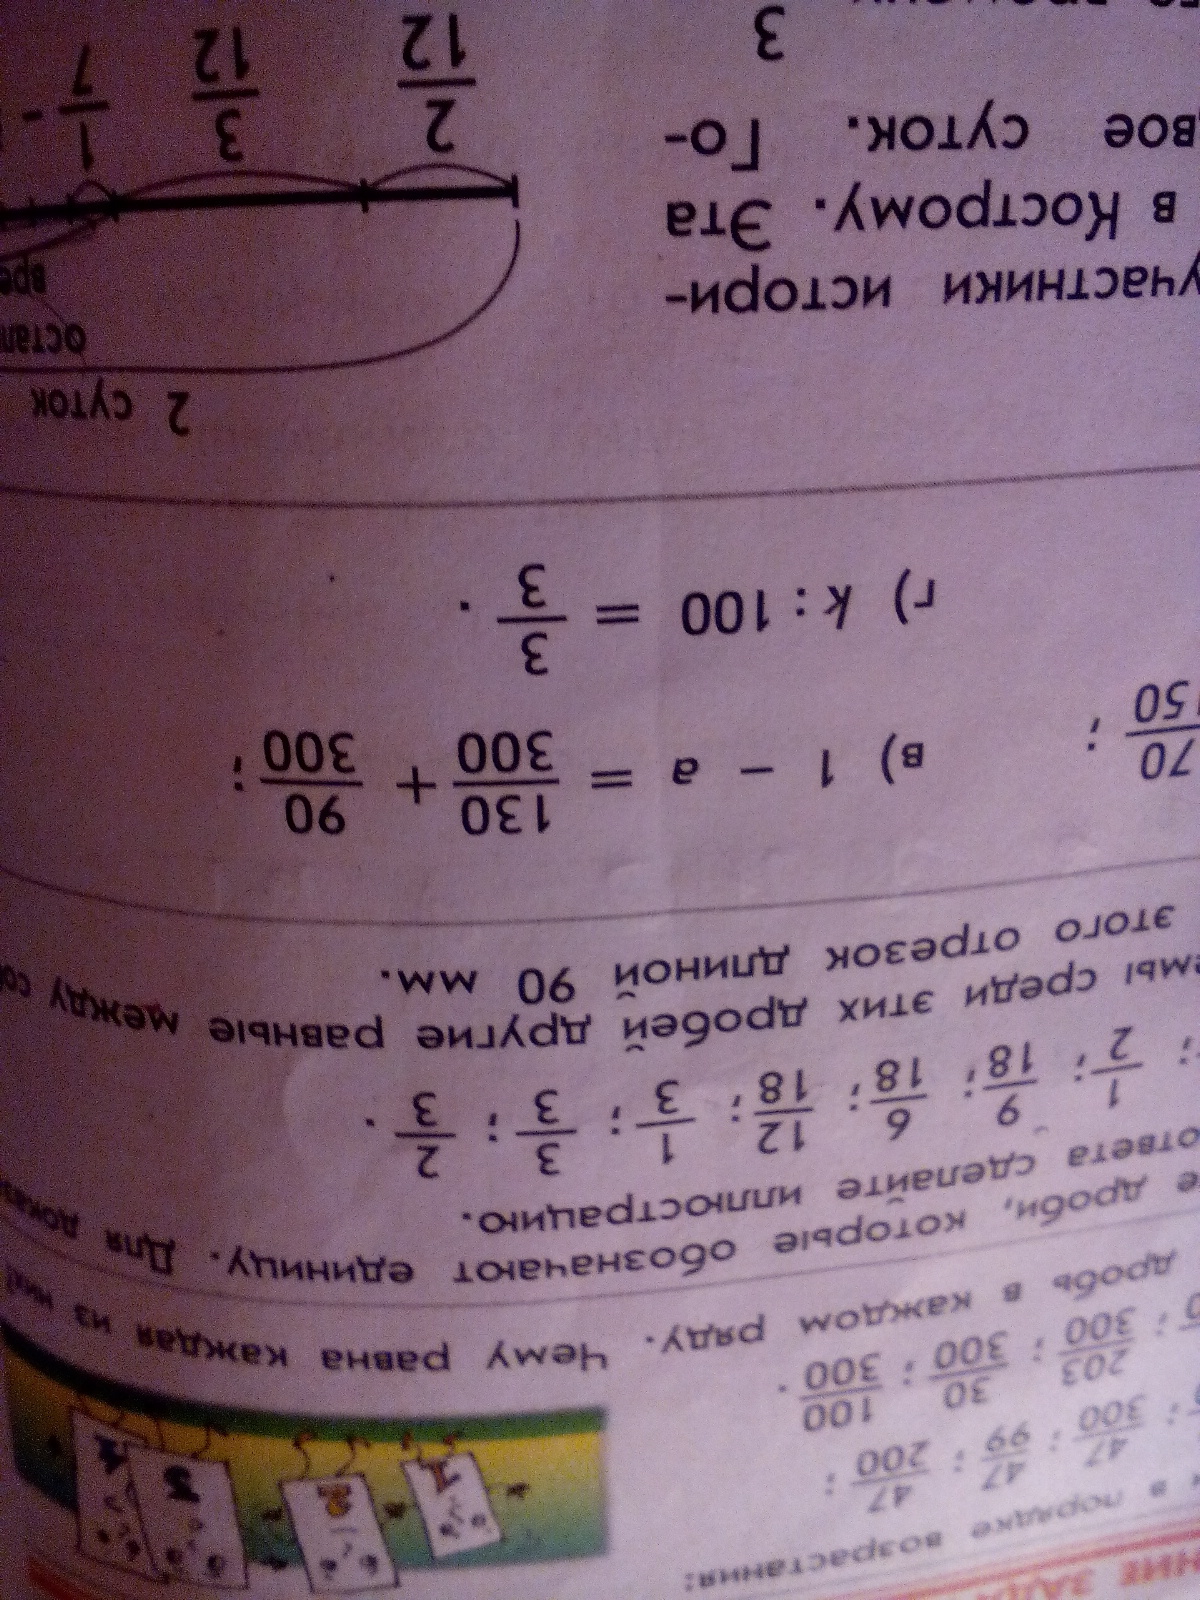 в порядке возрастания:
47/300 ; 47/99 ; 47/200 ;
203/300 ; 30/300 ; 100/300 .
дробь в каждом ряду. Чему равна каждая из них
дроби, которые обозначают единицу. Для
ответа сделайте иллюстрацию.
1/2 ; 9/18 ; 6/18 ; 12/18 ; 1/3 ; 3/3 ; 2/3 .
среди этих дробей другие равные между
этого отрезок длиной 90 мм.
в) 1 − a = 130/300 + 90/300 ;
г) k : 100 = 3/3 .
2 суток
участники истори-
в Кострому. Эта
суток. Го-
2/12 3/12 1/7 -
3